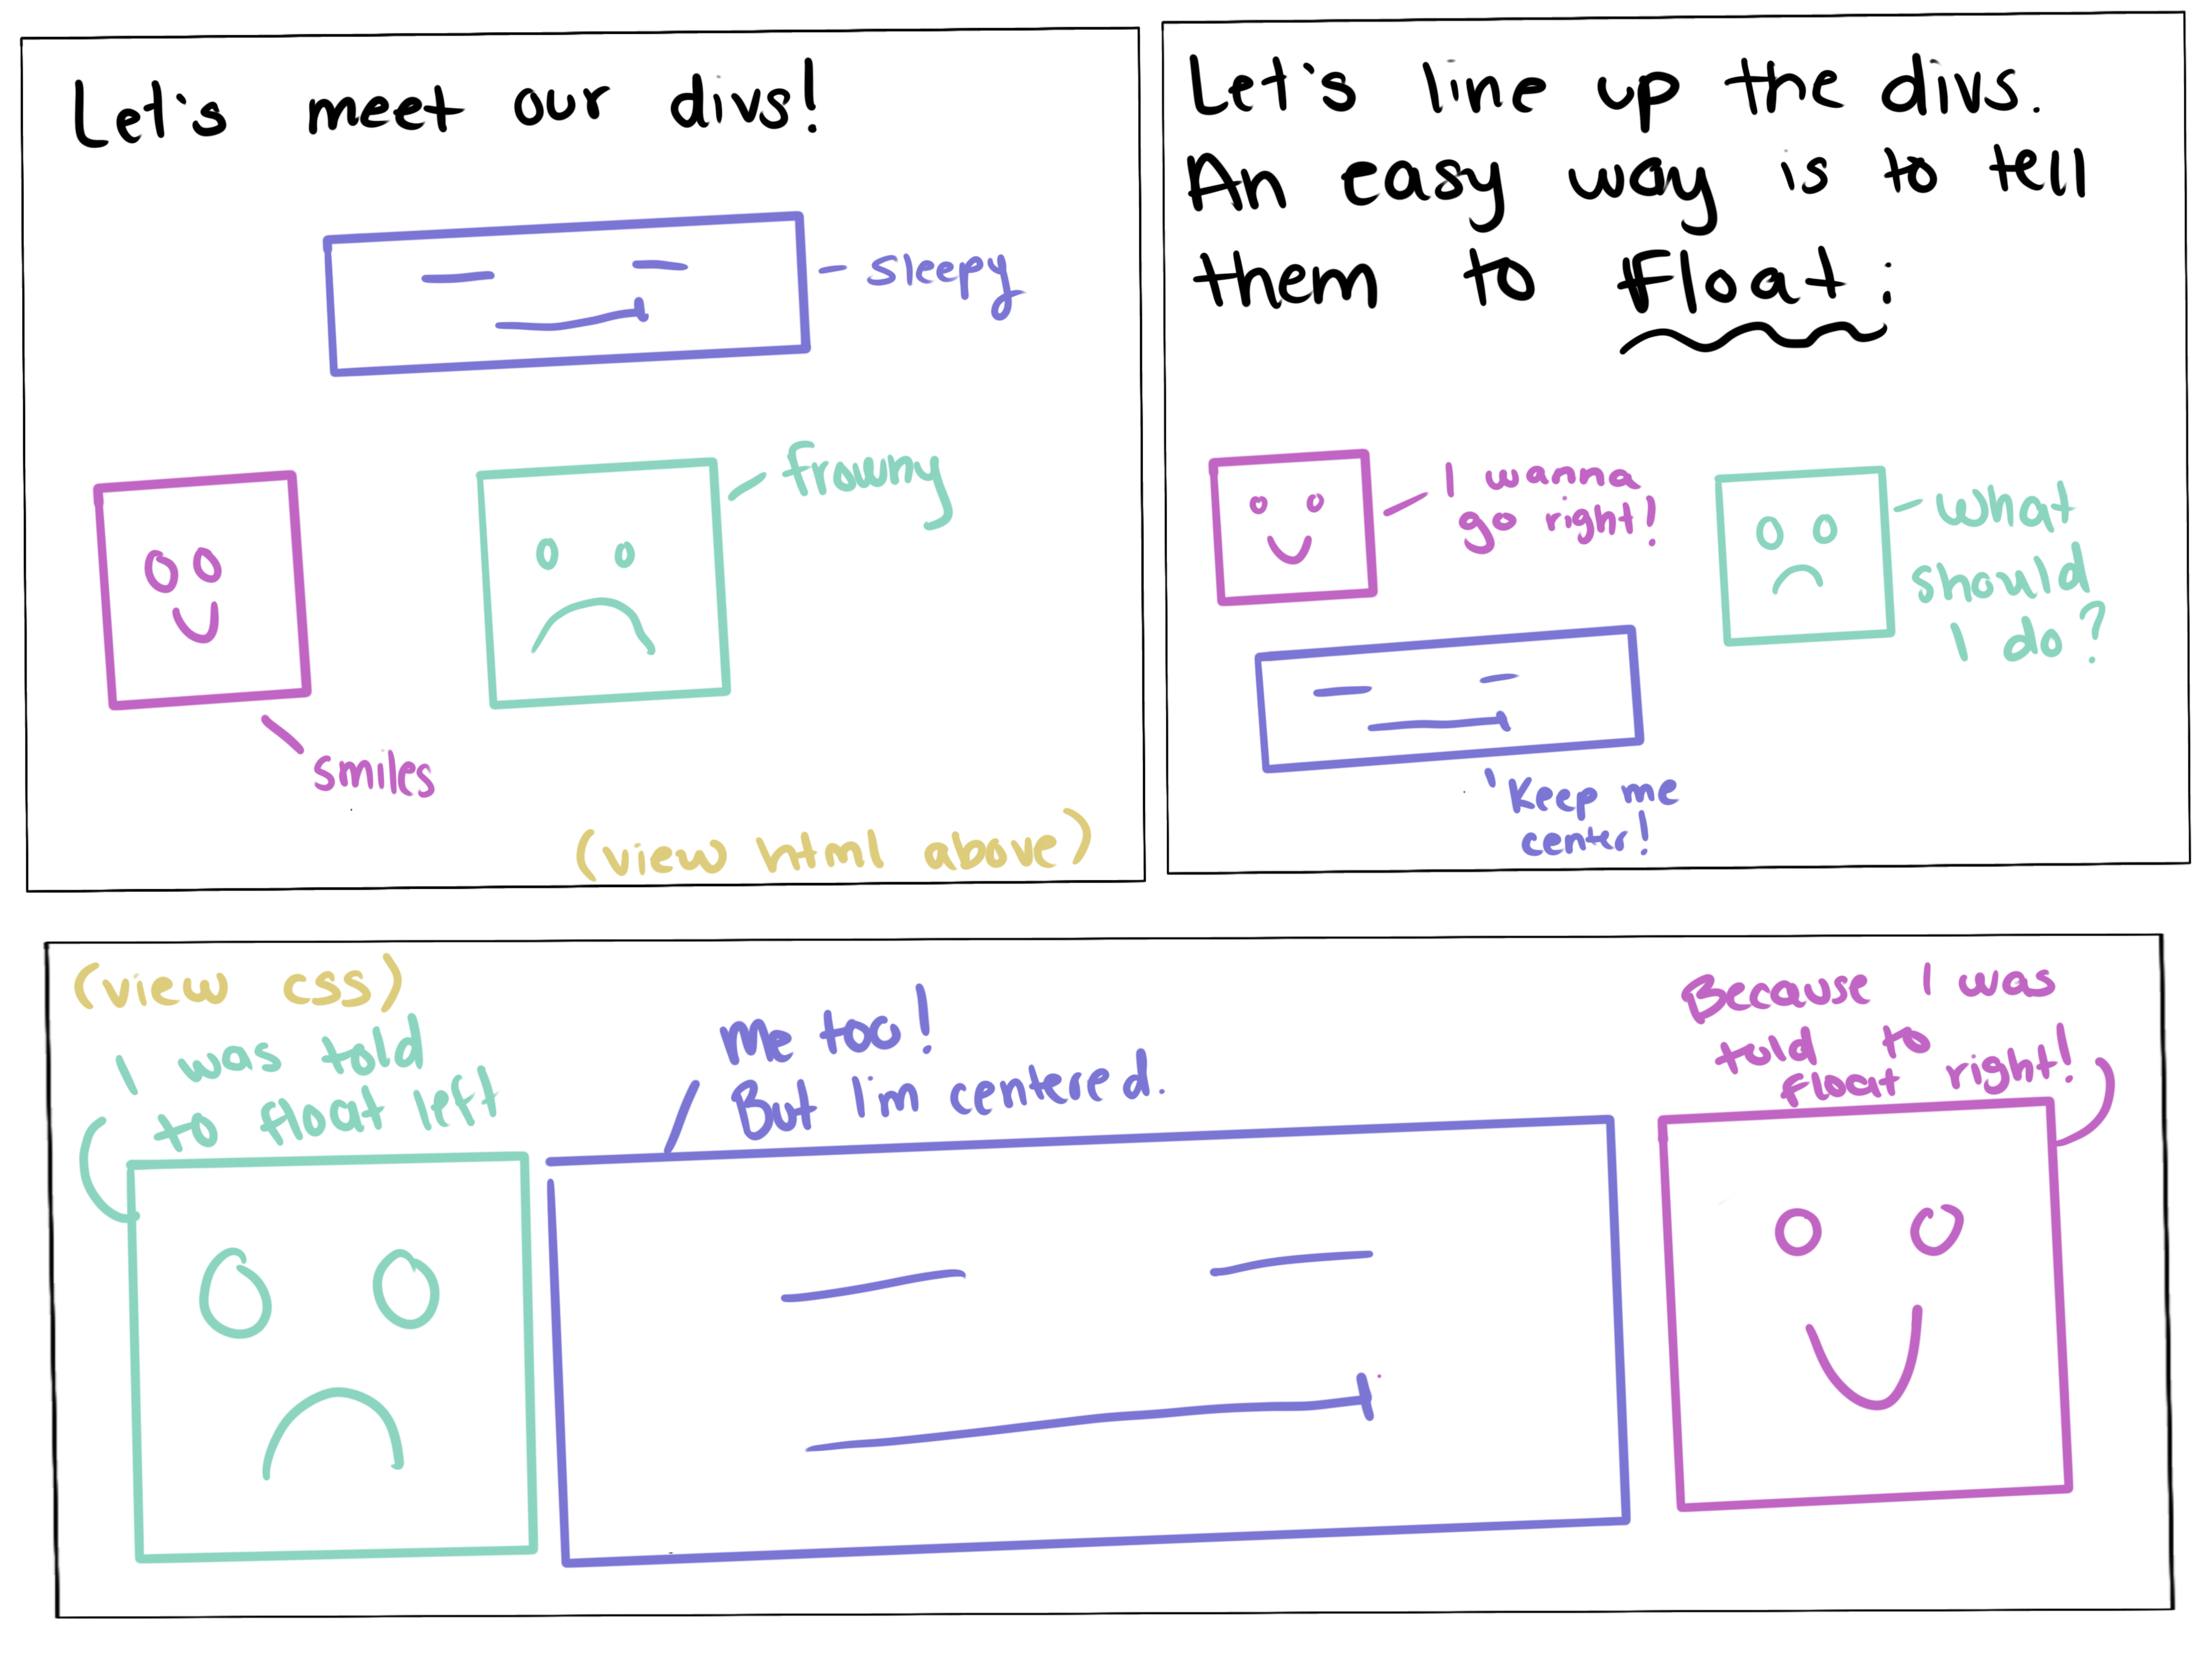 Let's meet our divs!
sleepy
frowny
smiles
(view html above)
Let's line up the divs.
An easy way is to tell
them to float:
I wanna
go right!
What
should
I do?
Keep me
center!
(view css)
I was told
to float left
Me too!
But I'm centered.
Because I was
told to
float right!